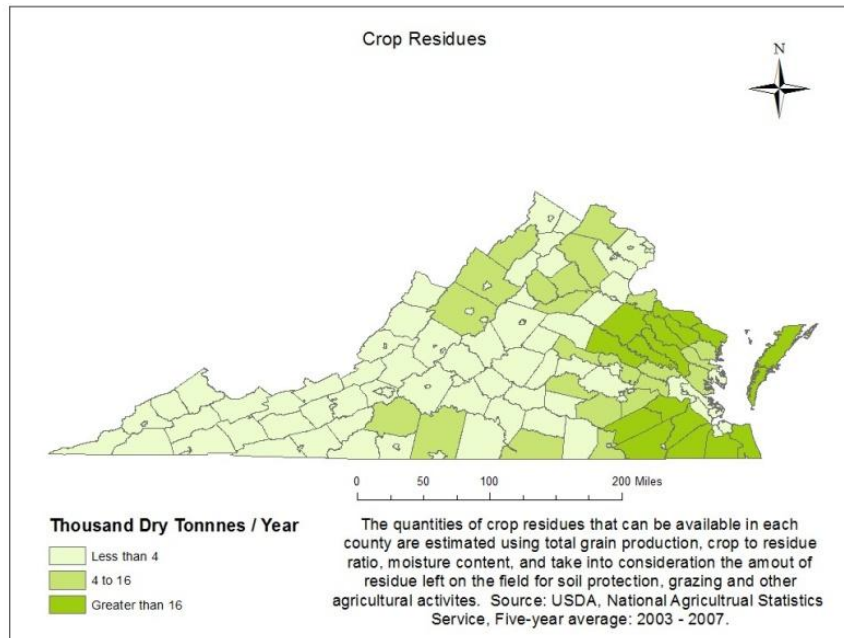 Crop Residues
N
0 50 100 200 Miles
Thousand Dry Tonnnes / Year
Less than 4
4 to 16
Greater than 16
The quantities of crop residues that can be available in each
county are estimated using total grain production, crop to residue
ratio, moisture content, and take into consideration the amout of
residue left on the field for soil protection, grazing and other
agricultural activites. Source: USDA, National Agricultrual Statistics
Service, Five-year average: 2003 - 2007.